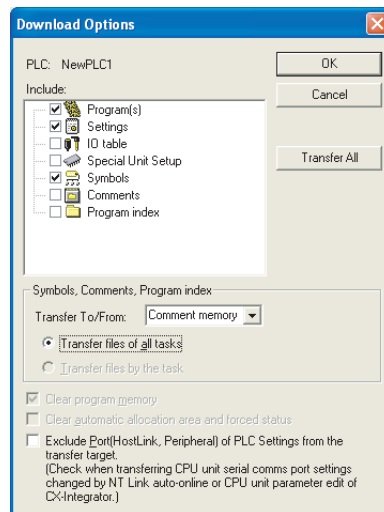 Download Options
PLC: NewPLC1
OK
Include:
Cancel
Program(s)
Settings
IO table
Special Unit Setup
Transfer All
Symbols
Comments
Program index
Symbols, Comments, Program index
Transfer To/From: Comment memory
Transfer files of all tasks
Transfer files by the task
Clear program memory
Clear automatic allocation area and forced status
Exclude Port(HostLink, Peripheral) of PLC Settings from the
transfer target.
(Check when transferring CPU unit serial comms port settings
changed by NT Link auto-online or CPU unit parameter edit of
CX-Integrator.)